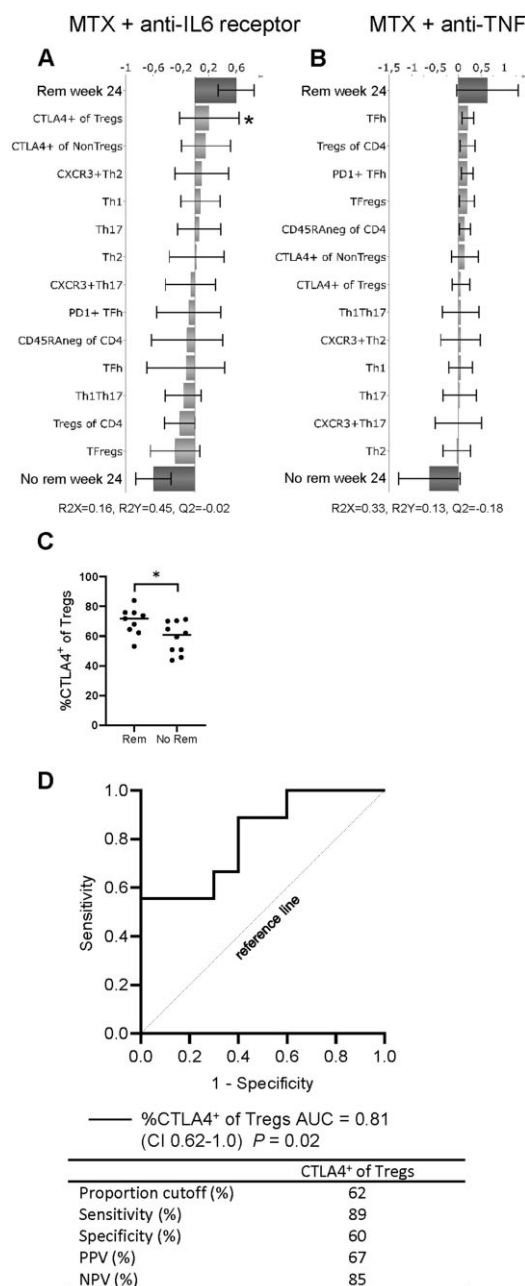 MTX + anti-IL6 receptor
MTX + anti-TNF
A
-1 -0,6 -0,2 0 0,2 0,6
Rem week 24
CTLA4+ of Tregs
*
CTLA4+ of NonTregs
CXCR3+Th2
Th1
Th17
Th2
CXCR3+Th17
PD1+ TFh
CD45RAneg of CD4
TFh
Th1Th17
Tregs of CD4
TFregs
No rem week 24
R2X=0.16, R2Y=0.45, Q2=-0.02
B
-1,5 -1 -0,5 0 0,5 1
Rem week 24
TFh
Tregs of CD4
PD1+ TFh
TFregs
CD45RAneg of CD4
CTLA4+ of NonTregs
CTLA4+ of Tregs
Th1Th17
CXCR3+Th2
Th1
Th17
CXCR3+Th17
Th2
No rem week 24
R2X=0.33, R2Y=0.13, Q2=-0.18
C
%CTLA4+ of Tregs
100
80
60
40
20
0
*
Rem No Rem
D
Sensitivity
1.0
0.8
0.6
0.4
0.2
0.0
reference line
0.0 0.2 0.4 0.6 0.8 1.0
1 - Specificity
%CTLA4+ of Tregs AUC = 0.81
(CI 0.62-1.0) P = 0.02
CTLA4+ of Tregs
Proportion cutoff (%) 62
Sensitivity (%) 89
Specificity (%) 60
PPV (%) 67
NPV (%) 85